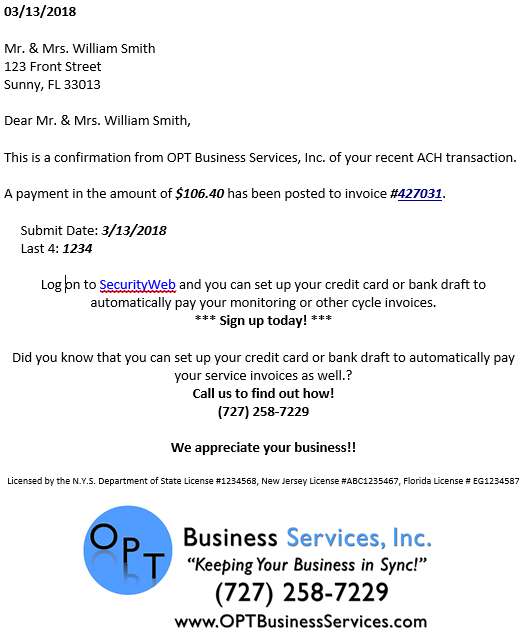 03/13/2018
Mr. & Mrs. William Smith
123 Front Street
Sunny, FL 33013
Dear Mr. & Mrs. William Smith,
This is a confirmation from OPT Business Services, Inc. of your recent ACH transaction.
A payment in the amount of $106.40 has been posted to invoice #427031.
Submit Date: 3/13/2018
Last 4: 1234
Log on to SecurityWeb and you can set up your credit card or bank draft to
automatically pay your monitoring or other cycle invoices.
*** Sign up today! ***
Did you know that you can set up your credit card or bank draft to automatically pay
your service invoices as well.?
Call us to find out how!
(727) 258-7229
We appreciate your business!!
Licensed by the N.Y.S. Department of State License #1234568, New Jersey License #ABC1235467, Florida License # EG1234587
OPT Business Services, Inc.
“Keeping Your Business in Sync!”
(727) 258-7229
www.OPTBusinessServices.com